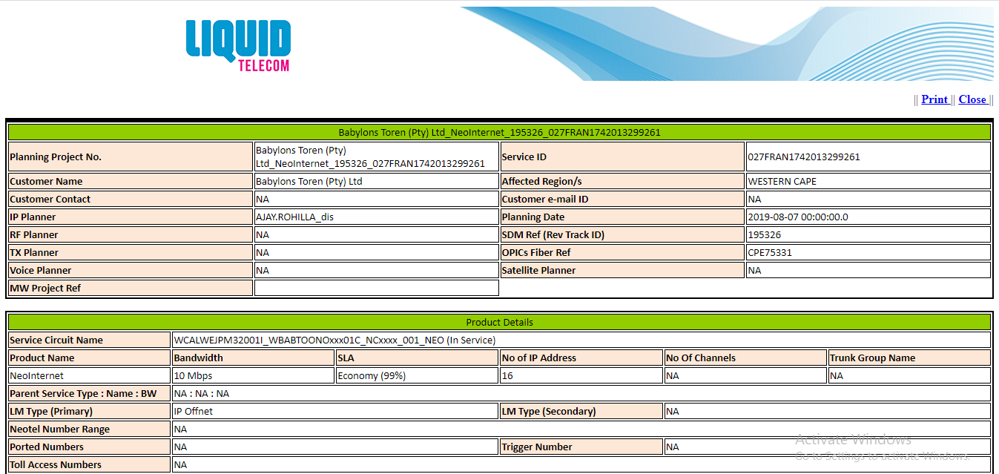 LIQUID
TELECOM
|| Print || Close ||
Babylons Toren (Pty) Ltd_NeoInternet_195326_027FRAN1742013299261
Planning Project No. Babylons Toren (Pty) Ltd_NeoInternet_195326_027FRAN1742013299261 Service ID 027FRAN1742013299261
Customer Name Babylons Toren (Pty) Ltd Affected Region/s WESTERN CAPE
Customer Contact NA Customer e-mail ID NA
IP Planner AJAY.ROHILLA_dis Planning Date 2019-08-07 00:00:00.0
RF Planner NA SDM Ref (Rev Track ID) 195326
TX Planner NA OPICs Fiber Ref CPE75331
Voice Planner NA Satellite Planner NA
MW Project Ref
Product Details
Service Circuit Name WCALWEJPM32001I_WBABTOONOxxx01C_NCxxxx_001_NEO (In Service)
Product Name Bandwidth SLA No of IP Address No Of Channels Trunk Group Name
NeoInternet 10 Mbps Economy (99%) 16 NA NA
Parent Service Type : Name : BW NA : NA : NA
LM Type (Primary) IP Offnet LM Type (Secondary) NA
Neotel Number Range NA
Ported Numbers NA Trigger Number NA
Toll Access Numbers NA
Activate Windows
Go to Settings to activate Windows.